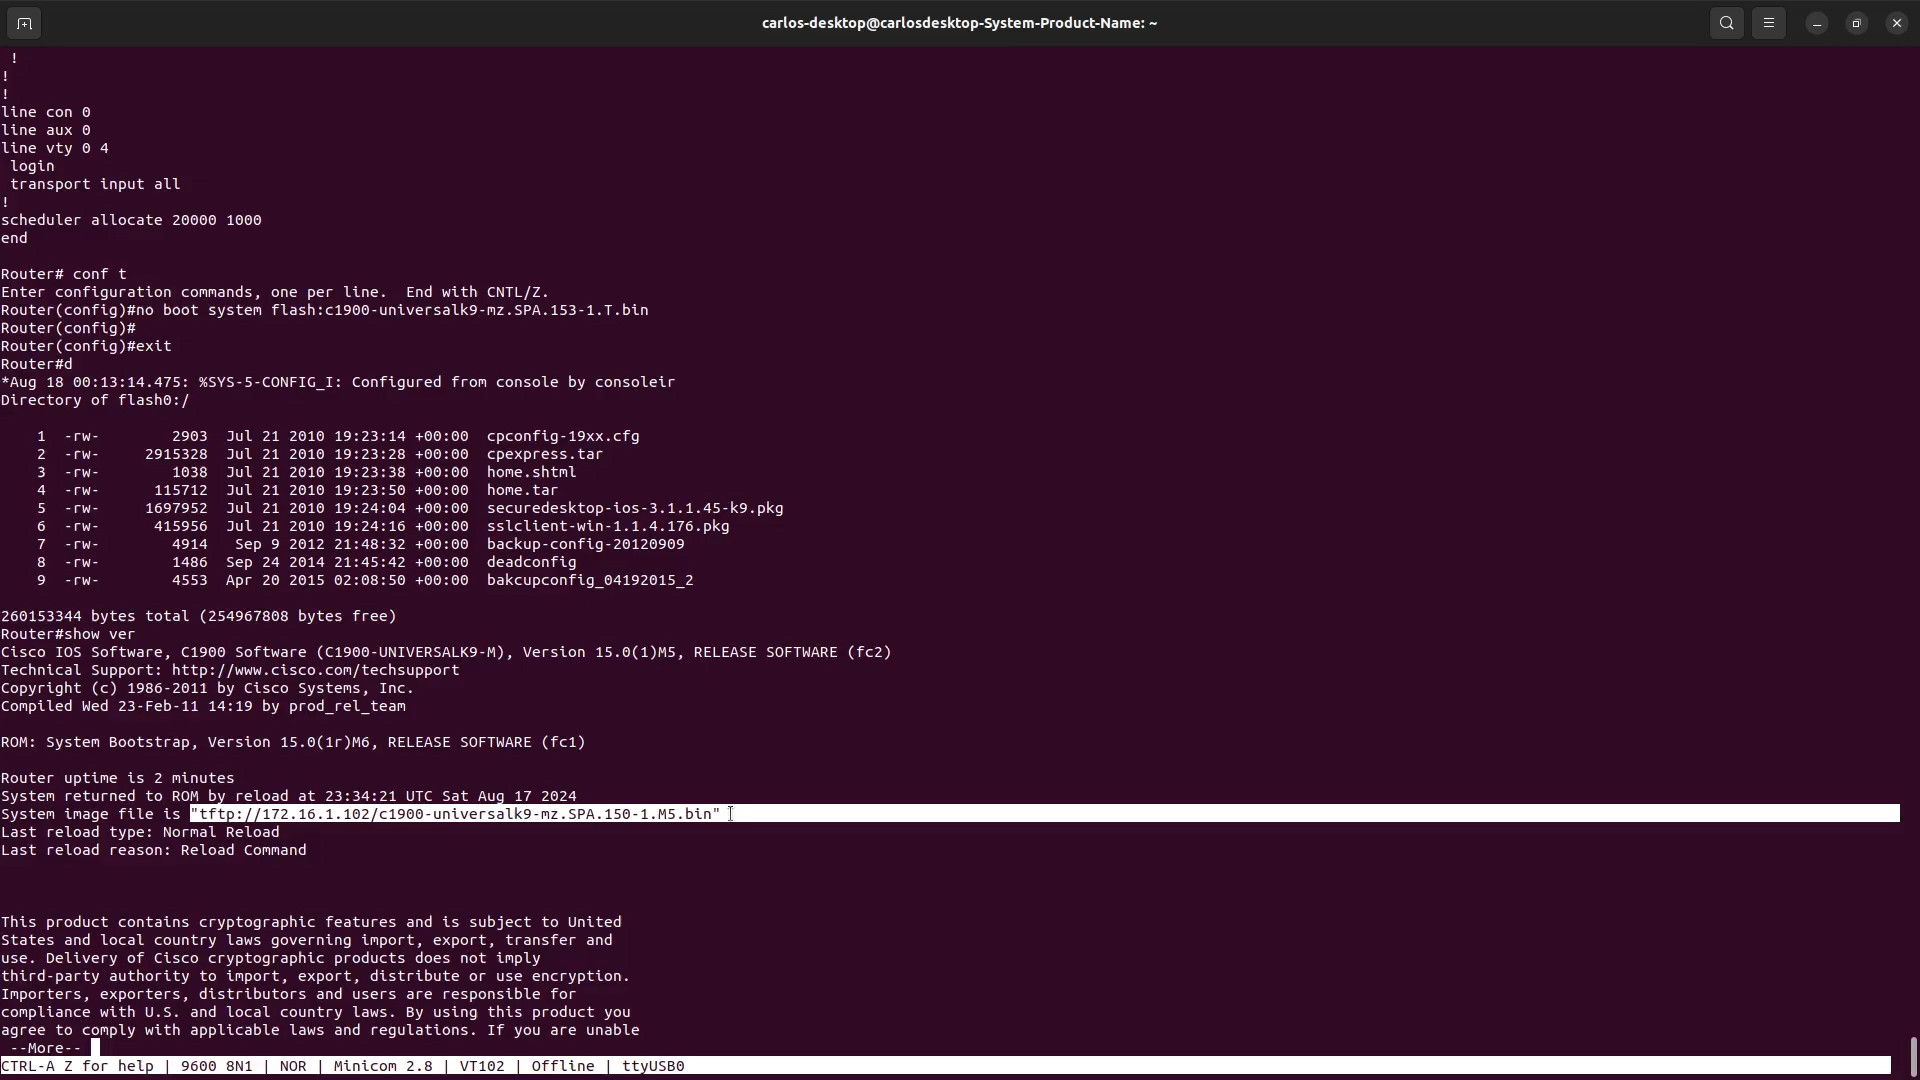 carlos-desktop@carlosdesktop-System-Product-Name: ~
!
!
!
line con 0
line aux 0
line vty 0 4
 login
 transport input all
!
scheduler allocate 20000 1000
end
Router# conf t
Enter configuration commands, one per line.  End with CNTL/Z.
Router(config)#no boot system flash:c1900-universalk9-mz.SPA.153-1.T.bin
Router(config)#
Router(config)#exit
Router#d
*Aug 18 00:13:14.475: %SYS-5-CONFIG_I: Configured from console by consoleir
Directory of flash0:/
    1  -rw-        2903  Jul 21 2010 19:23:14 +00:00  cpconfig-19xx.cfg
    2  -rw-     2915328  Jul 21 2010 19:23:28 +00:00  cpexpress.tar
    3  -rw-        1038  Jul 21 2010 19:23:38 +00:00  home.shtml
    4  -rw-      115712  Jul 21 2010 19:23:50 +00:00  home.tar
    5  -rw-     1697952  Jul 21 2010 19:24:04 +00:00  securedesktop-ios-3.1.1.45-k9.pkg
    6  -rw-      415956  Jul 21 2010 19:24:16 +00:00  sslclient-win-1.1.4.176.pkg
    7  -rw-        4914   Sep 9 2012 21:48:32 +00:00  backup-config-20120909
    8  -rw-        1486  Sep 24 2014 21:45:42 +00:00  deadconfig
    9  -rw-        4553  Apr 20 2015 02:08:50 +00:00  bakcupconfig_04192015_2
260153344 bytes total (254967808 bytes free)
Router#show ver
Cisco IOS Software, C1900 Software (C1900-UNIVERSALK9-M), Version 15.0(1)M5, RELEASE SOFTWARE (fc2)
Technical Support: http://www.cisco.com/techsupport
Copyright (c) 1986-2011 by Cisco Systems, Inc.
Compiled Wed 23-Feb-11 14:19 by prod_rel_team
ROM: System Bootstrap, Version 15.0(1r)M6, RELEASE SOFTWARE (fc1)
Router uptime is 2 minutes
System returned to ROM by reload at 23:34:21 UTC Sat Aug 17 2024
System image file is "tftp://172.16.1.102/c1900-universalk9-mz.SPA.150-1.M5.bin"
Last reload type: Normal Reload
Last reload reason: Reload Command
This product contains cryptographic features and is subject to United
States and local country laws governing import, export, transfer and
use. Delivery of Cisco cryptographic products does not imply
third-party authority to import, export, distribute or use encryption.
Importers, exporters, distributors and users are responsible for
compliance with U.S. and local country laws. By using this product you
agree to comply with applicable laws and regulations. If you are unable
 --More--
CTRL-A Z for help | 9600 8N1 | NOR | Minicom 2.8 | VT102 | Offline | ttyUSB0